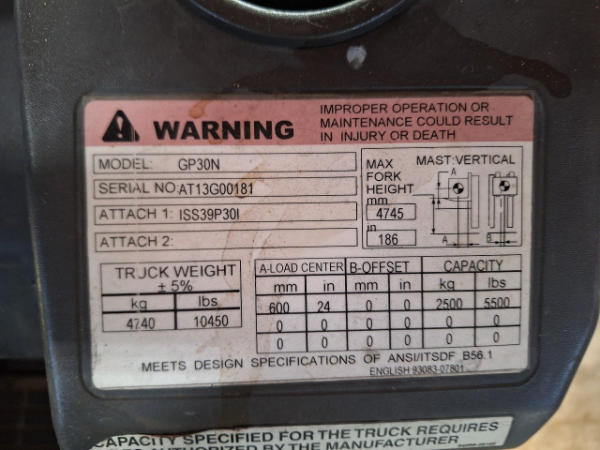 WARNING
IMPROPER OPERATION OR
MAINTENANCE COULD RESULT
IN INJURY OR DEATH
MODEL: GP30N
SERIAL NO: AT13G00181
ATTACH 1: ISS39P30I
ATTACH 2:
MAX
FORK
HEIGHT
mm
4745
in
186
MAST: VERTICAL
A
A B
TRUCK WEIGHT
± 5%
kg lbs
4740 10450
A-LOAD CENTER B-OFFSET CAPACITY
mm in mm in kg lbs
600 24 0 0 2500 5500
0 0 0 0 0 0
0 0 0 0 0 0
MEETS DESIGN SPECIFICATIONS OF ANSI/ITSDF B56.1
ENGLISH 93083-07801
CAPACITY SPECIFIED FOR THE TRUCK REQUIRES
AUTHORIZED BY THE MANUFACTURER